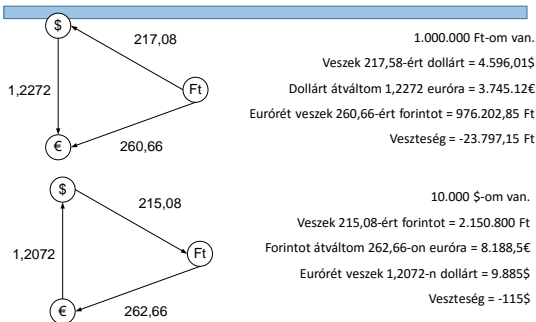 $
217,08
1,2272
Ft
€
260,66
1.000.000 Ft-om van.
Veszek 217,58-ért dollárt = 4.596,01$
Dollárt átváltom 1,2272 euróra = 3.745.12€
Eurórét veszek 260,66-ért forintot = 976.202,85 Ft
Veszteség = -23.797,15 Ft
$
215,08
1,2072
Ft
€
262,66
10.000 $-om van.
Veszek 215,08-ért forintot = 2.150.800 Ft
Forintot átváltom 262,66-on euróra = 8.188,5€
Eurórét veszek 1,2072-n dollárt = 9.885$
Veszteség = -115$